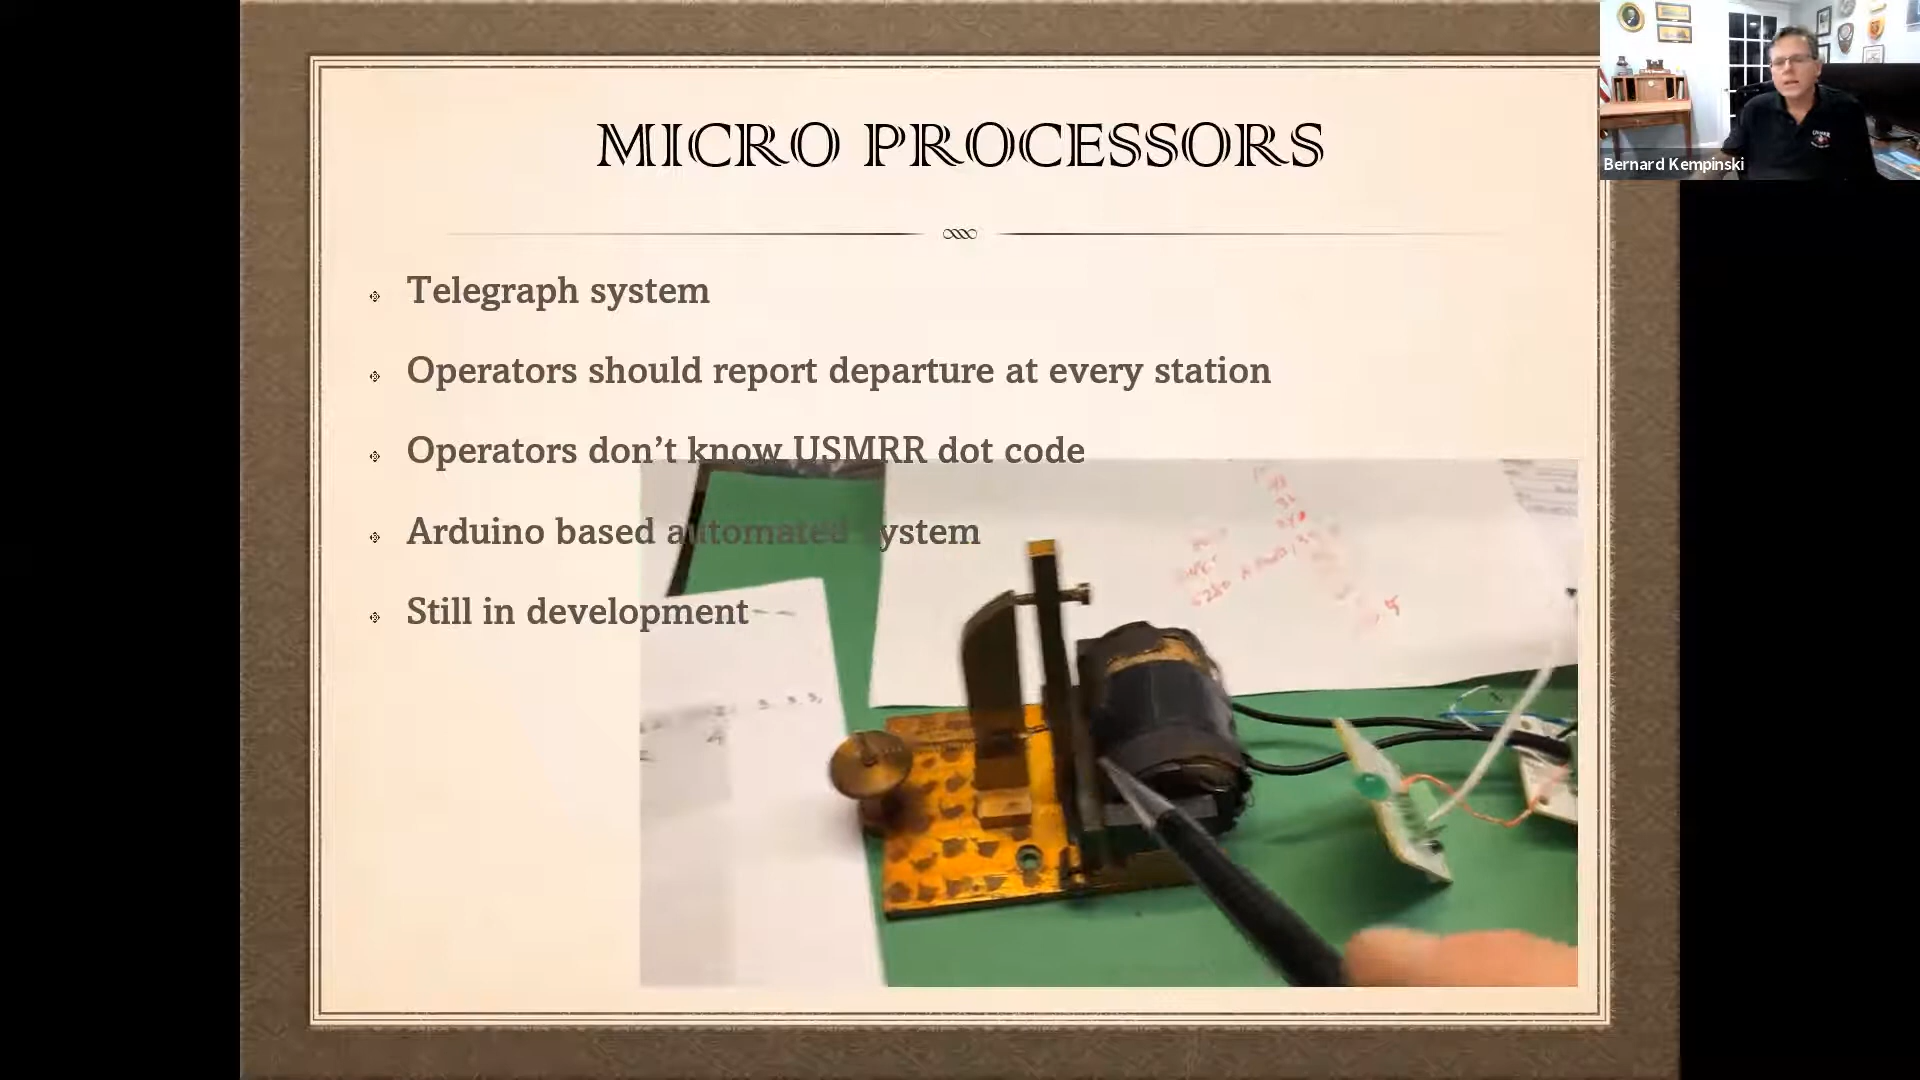 MICRO PROCESSORS
Bernard Kempinski
Telegraph system
Operators should report departure at every station
Operators don’t know USMRR dot code
Arduino based automated system
Still in development